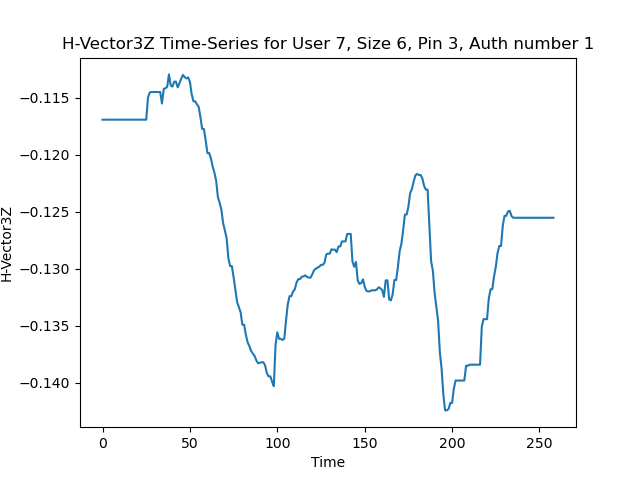 H-Vector3Z Time-Series for User 7, Size 6, Pin 3, Auth number 1
H-Vector3Z
−0.115
−0.120
−0.125
−0.130
−0.135
−0.140
0 50 100 150 200 250
Time